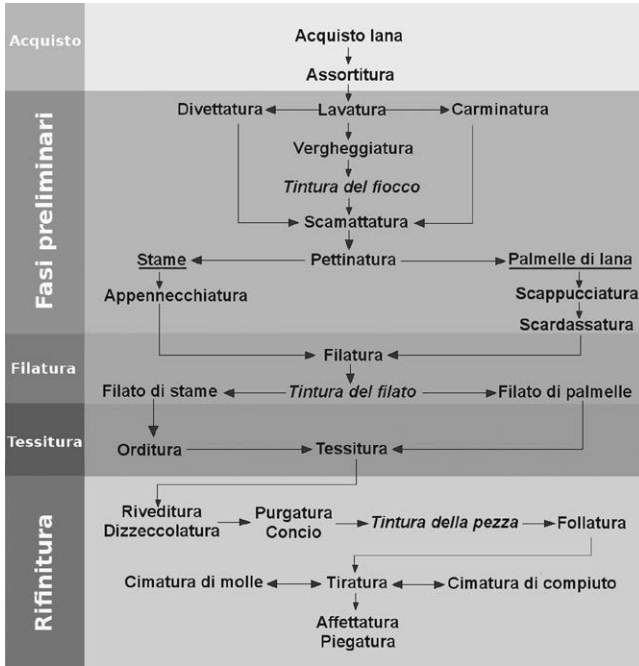 Acquisto
Acquisto lana
Assortitura
Fasi preliminari
Divettatura Lavatura Carminatura
Vergheggiatura
Tintura del fiocco
Scamattatura
Stame Pettinatura Palmelle di lana
Appennecchiatura Scappucciatura
Scardassatura
Filatura
Filatura
Filato di stame Tintura del filato Filato di palmelle
Tessitura
Orditura Tessitura
Rifinitura
Riveditura
Dizzeccolatura
Purgatura
Concio
Tintura della pezza Follatura
Cimatura di molle Tiratura Cimatura di compiuto
Affettatura
Piegatura